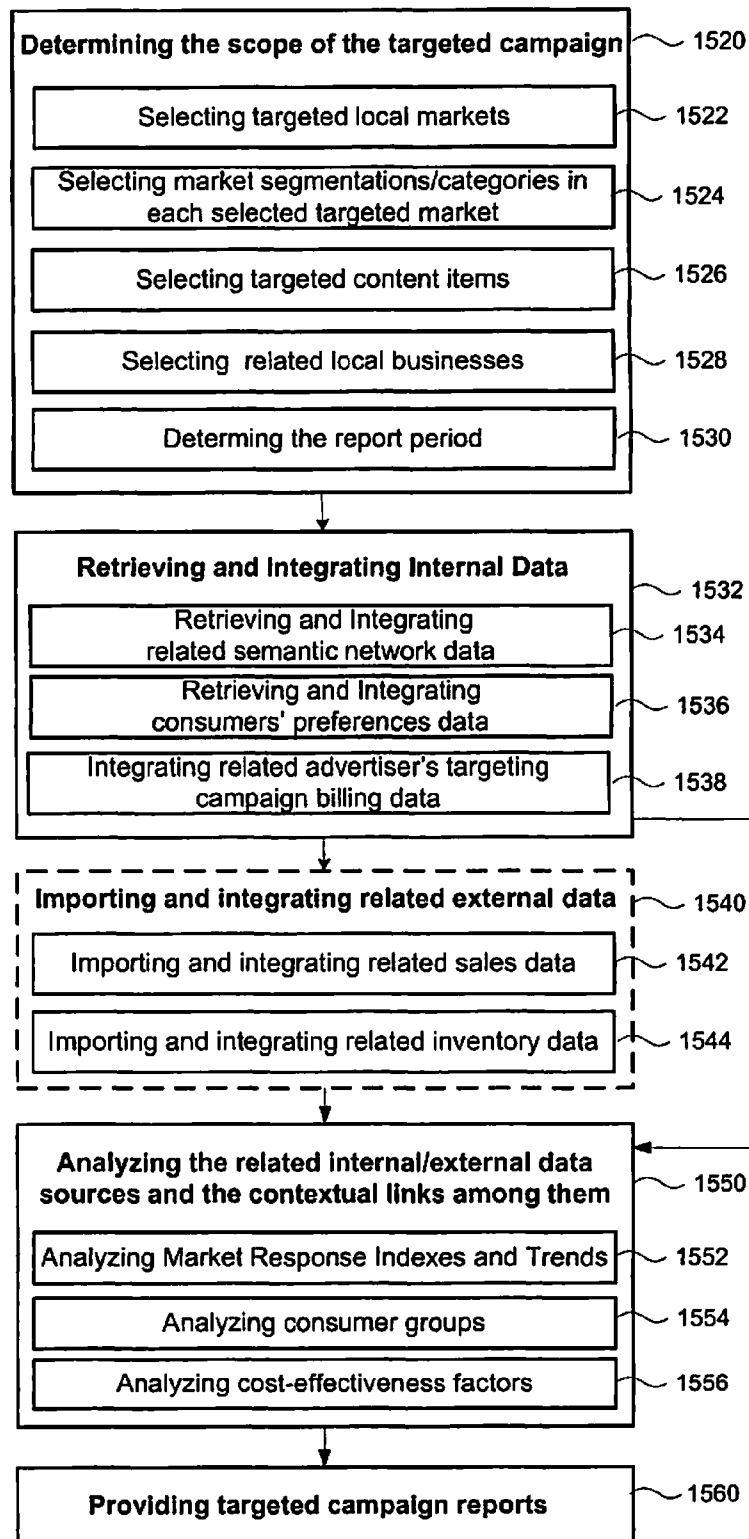 Determining the scope of the targeted campaign 1520
Selecting targeted local markets 1522
Selecting market segmentations/categories in
each selected targeted market 1524
Selecting targeted content items 1526
Selecting related local businesses 1528
Determing the report period 1530
Retrieving and Integrating Internal Data 1532
Retrieving and Integrating
related semantic network data 1534
Retrieving and Integrating
consumers' preferences data 1536
Integrating related advertiser's targeting
campaign billing data 1538
Importing and integrating related external data 1540
Importing and integrating related sales data 1542
Importing and integrating related inventory data 1544
Analyzing the related internal/external data
sources and the contextual links among them 1550
Analyzing Market Response Indexes and Trends 1552
Analyzing consumer groups 1554
Analyzing cost-effectiveness factors 1556
Providing targeted campaign reports 1560